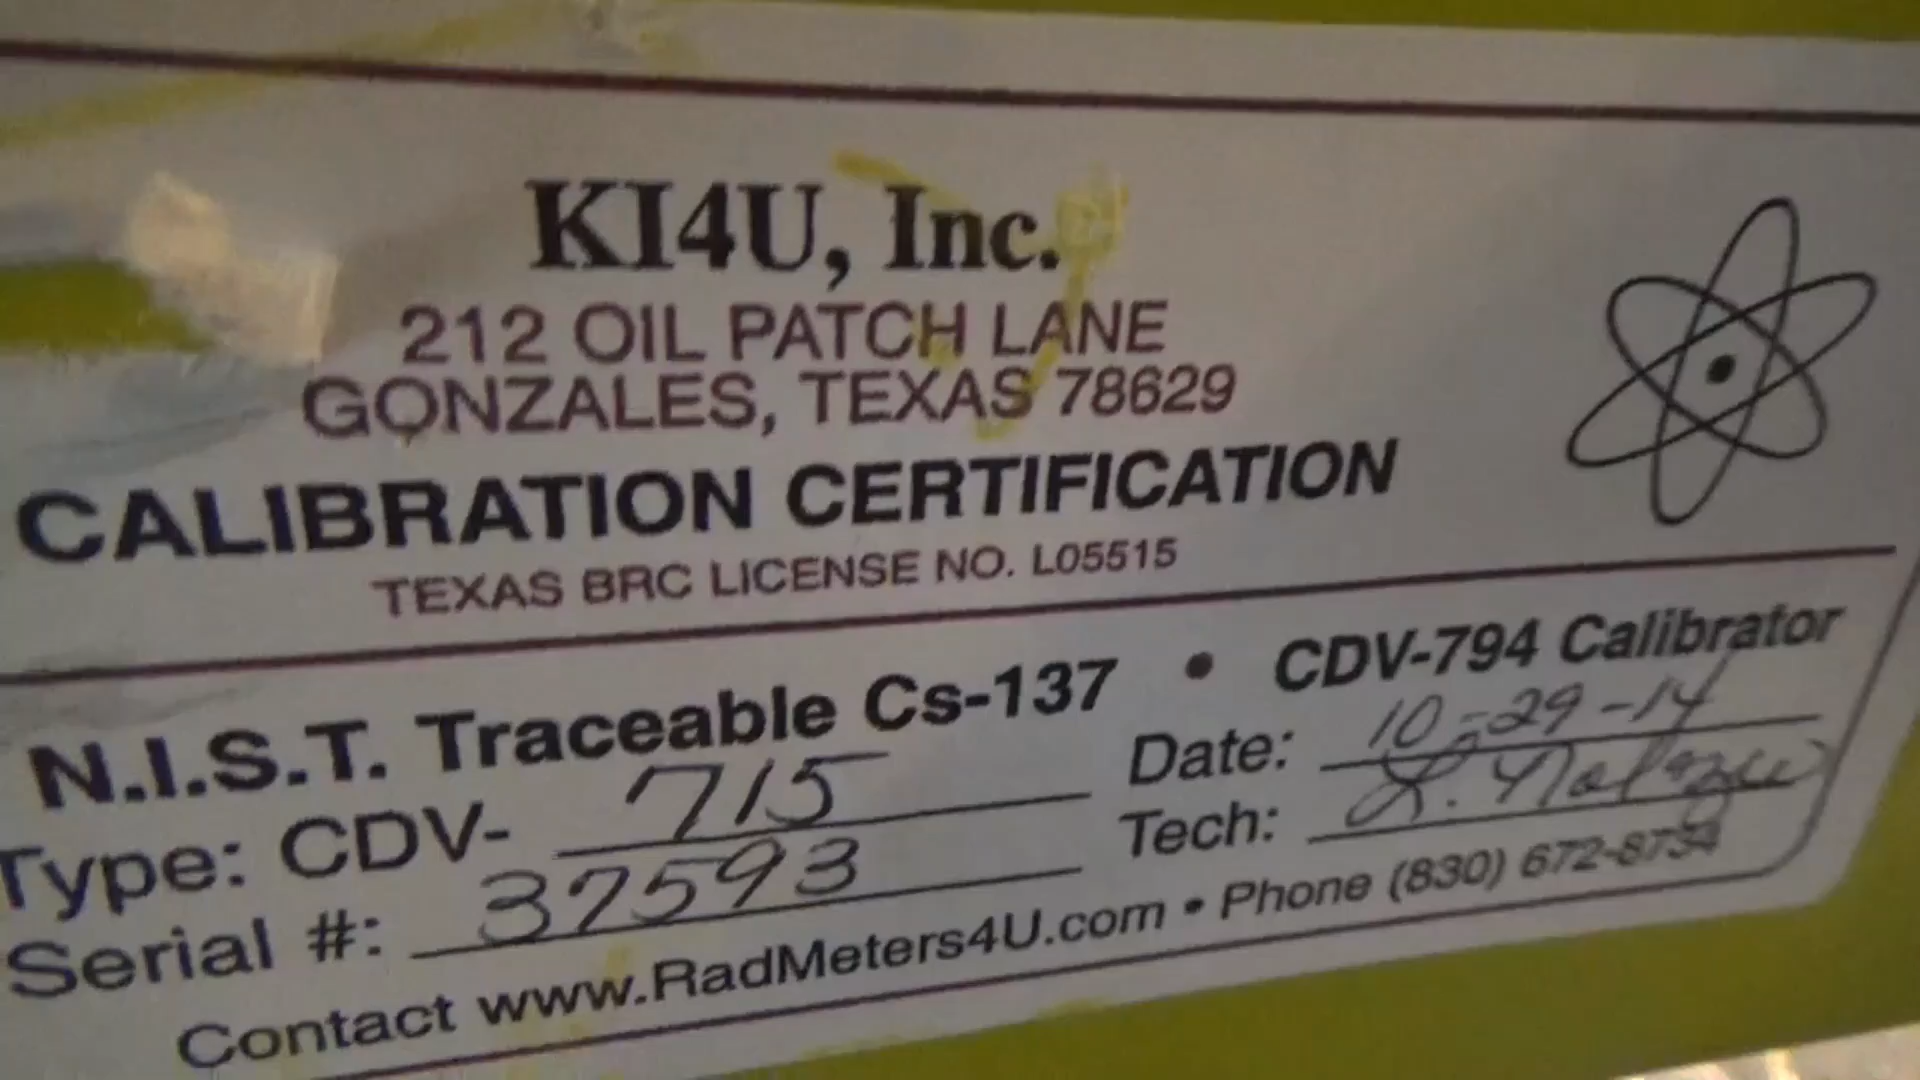 KI4U, Inc.
212 OIL PATCH LANE
GONZALES, TEXAS 78629
CALIBRATION CERTIFICATION
TEXAS BRC LICENSE NO. L05515
N.I.S.T. Traceable Cs-137 • CDV-794 Calibrator
Type: CDV- 715 Date: 10-29-14
Serial #: 37593 Tech: L.
Contact www.RadMeters4U.com • Phone (830) 672-8734